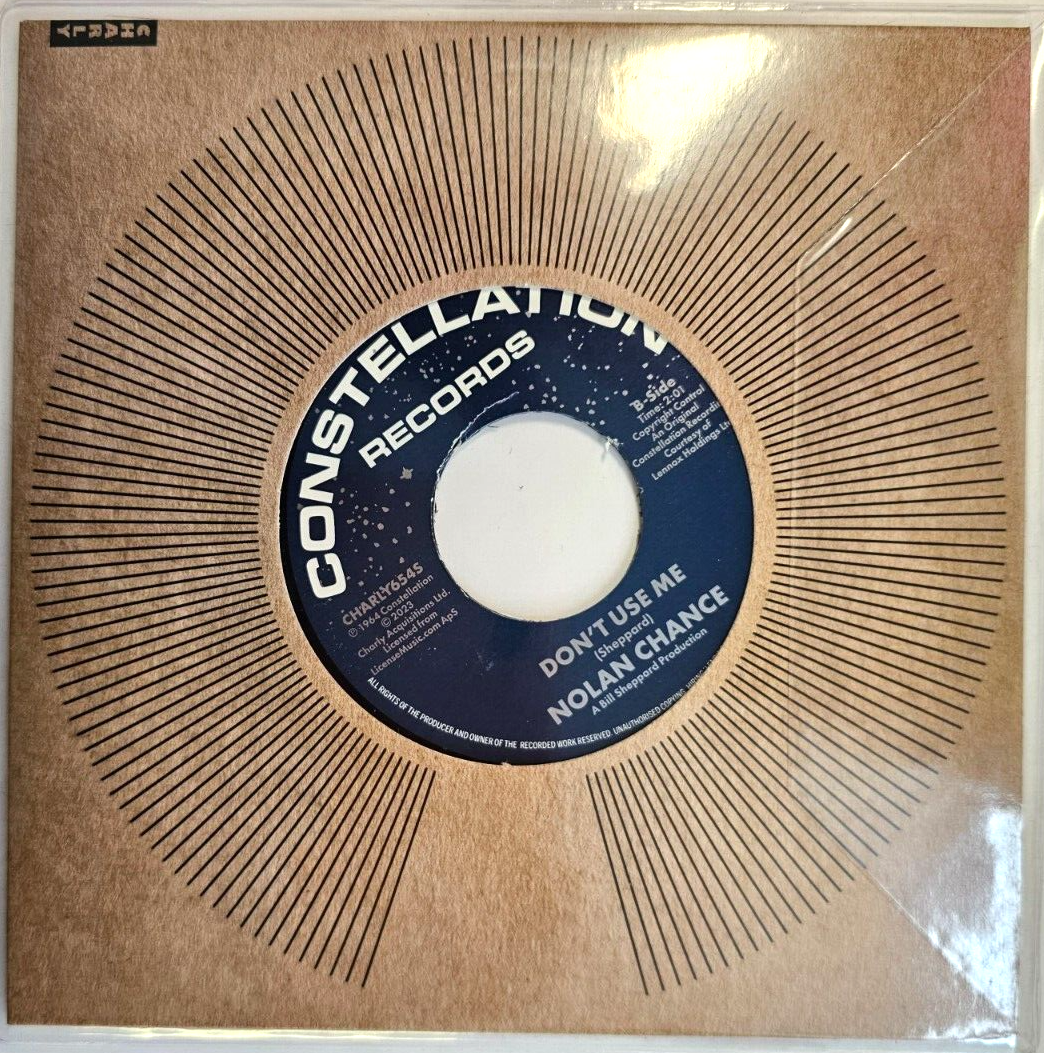 CHARLY
CONSTELLATION
RECORDS
B-Side
Time: 2:01
Copyright Control
An Original
Constellation
Courtesy of
Lennox Holdings
CHARLY654S
℗ 1964 Constellation
© 2023
Charly Acquisitions Ltd.
Licensed from
LicenseMusic.com ApS
DON'T USE ME
(Sheppard)
NOLAN CHANCE
A Bill Sheppard Production
ALL RIGHTS OF THE PRODUCER AND OWNER OF THE RECORDED WORK RESERVED. UNAUTHORISED COPYING,